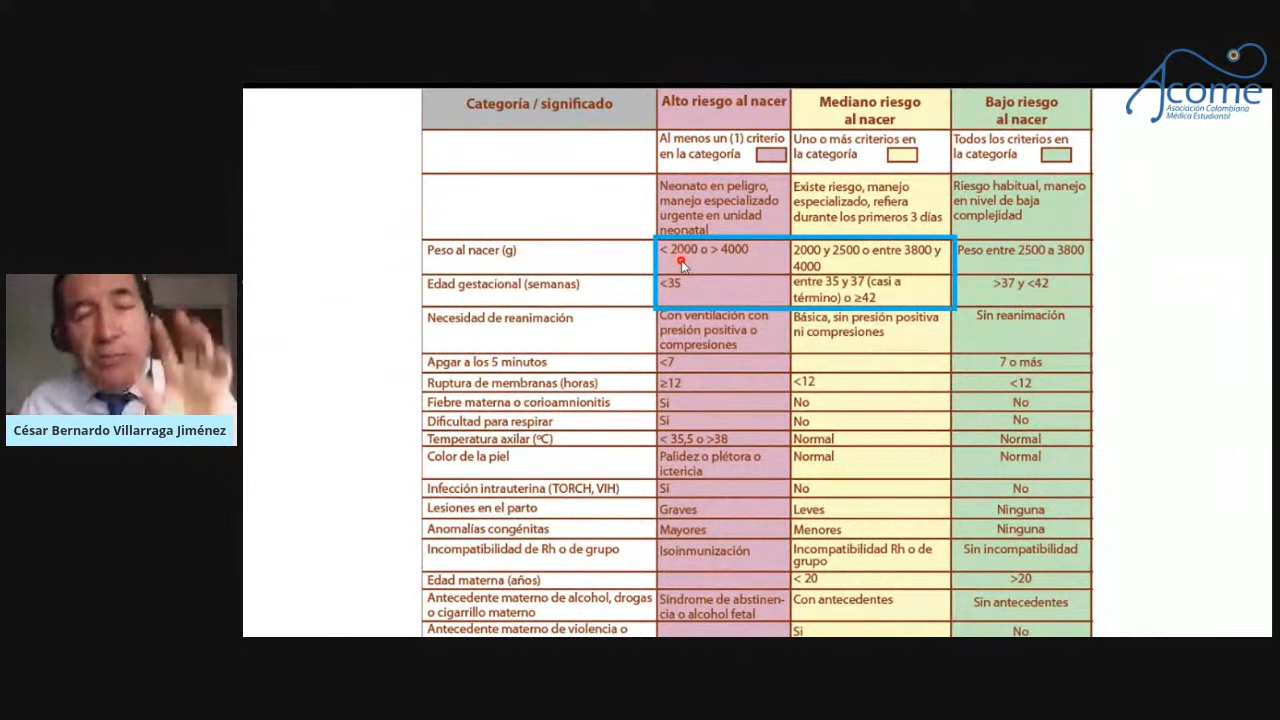 Acome
Asociación Colombiana
Médica Estudiantil
Categoría / significado
Alto riesgo al nacer
Mediano riesgo
al nacer
Bajo riesgo
al nacer
Al menos un (1) criterio
en la categoría
Uno o más criterios en
la categoría
Todos los criterios en
la categoría
Neonato en peligro,
manejo especializado
urgente en unidad
neonatal
Existe riesgo, manejo
especializado, refiera
durante los primeros 3 días
Riesgo habitual, manejo
en nivel de baja
complejidad
Peso al nacer (g)
< 2000 o > 4000
2000 y 2500 o entre 3800 y
4000
Peso entre 2500 a 3800
Edad gestacional (semanas)
<35
entre 35 y 37 (casi a
término) o ≥42
>37 y <42
Necesidad de reanimación
Con ventilación con
presión positiva o
compresiones
Básica, sin presión positiva
ni compresiones
Sin reanimación
Apgar a los 5 minutos
<7
7 o más
Ruptura de membranas (horas)
≥12
<12
<12
Fiebre materna o corioamnionitis
Si
No
No
Dificultad para respirar
Si
No
No
Temperatura axilar (ºC)
< 35,5 o >38
Normal
Normal
Color de la piel
Palidez o plétora o
ictericia
Normal
Normal
Infección intrauterina (TORCH, VIH)
Si
No
No
Lesiones en el parto
Graves
Leves
Ninguna
Anomalías congénitas
Mayores
Menores
Ninguna
Incompatibilidad de Rh o de grupo
Isoinmunización
Incompatibilidad Rh o de
grupo
Sin incompatibilidad
Edad materna (años)
< 20
>20
Antecedente materno de alcohol, drogas
o cigarrillo materno
Síndrome de abstinen-
cia o alcohol fetal
Con antecedentes
Sin antecedentes
Antecedente materno de violencia o
Si
No
César Bernardo Villarraga Jiménez